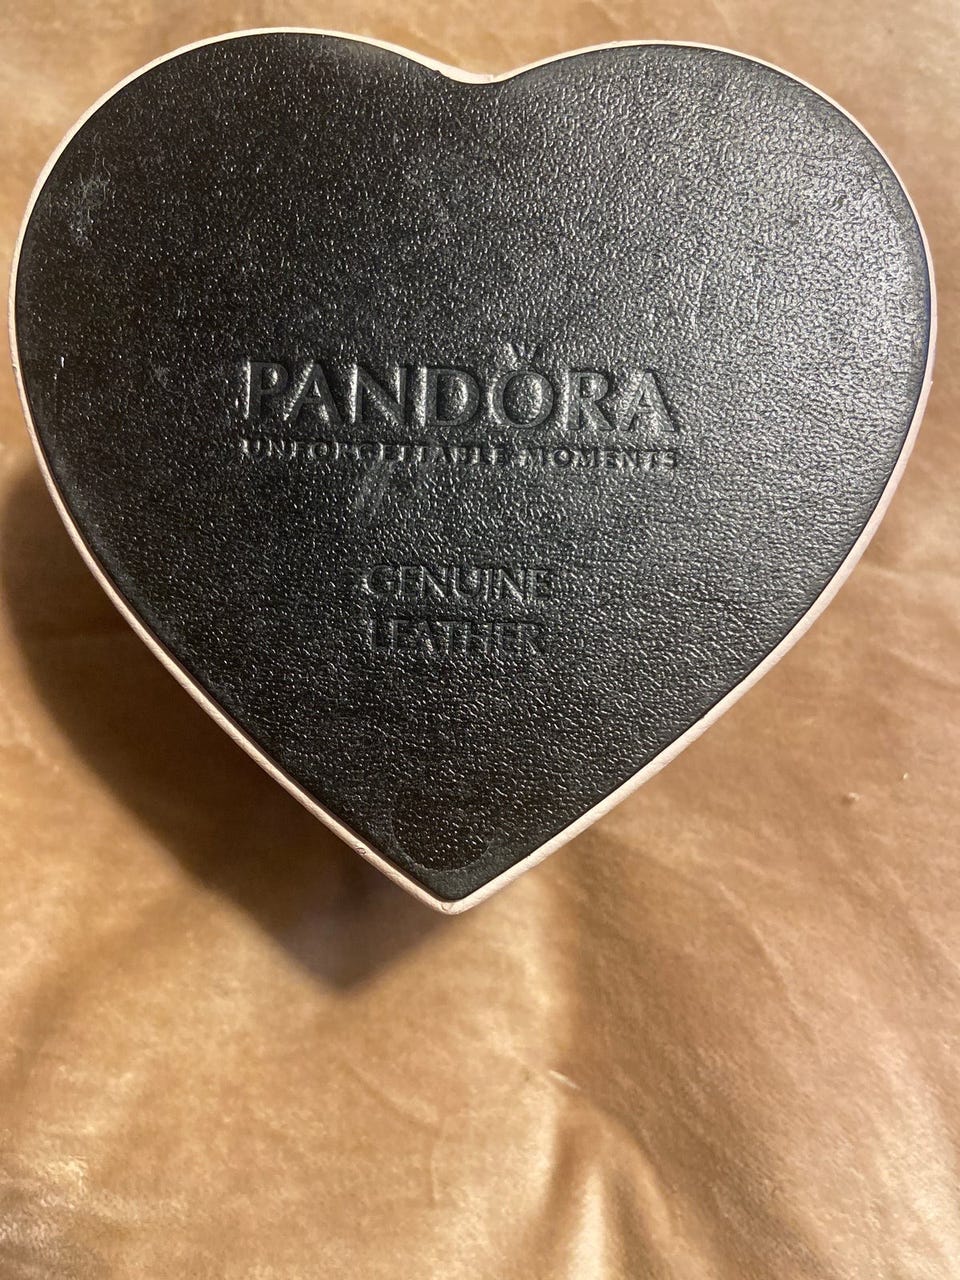 PANDORA
UNFORGETTABLE MOMENTS
GENUINE
LEATHER